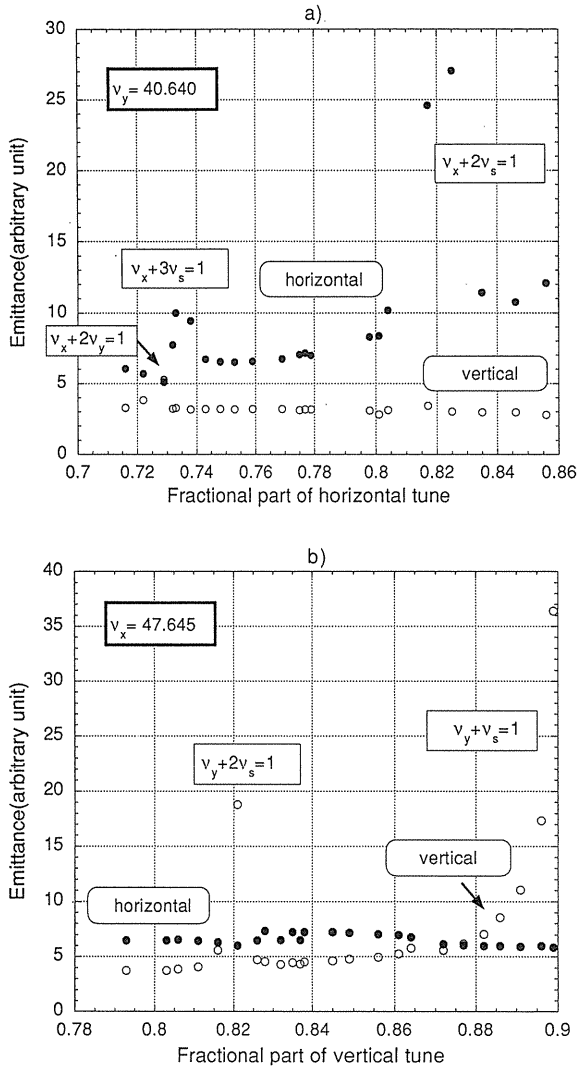 a)
30
25
20
15
10
5
0
ν_y = 40.640
ν_x+2ν_s=1
ν_x+3ν_s=1
horizontal
ν_x+2ν_y=1
vertical
Emittance(arbitrary unit)
0.7 0.72 0.74 0.76 0.78 0.8 0.82 0.84 0.86
Fractional part of horizontal tune
b)
40
35
30
25
20
15
10
5
0
ν_x= 47.645
ν_y+ν_s=1
ν_y+2ν_s=1
vertical
horizontal
Emittance(arbitrary unit)
0.78 0.8 0.82 0.84 0.86 0.88 0.9
Fractional part of vertical tune